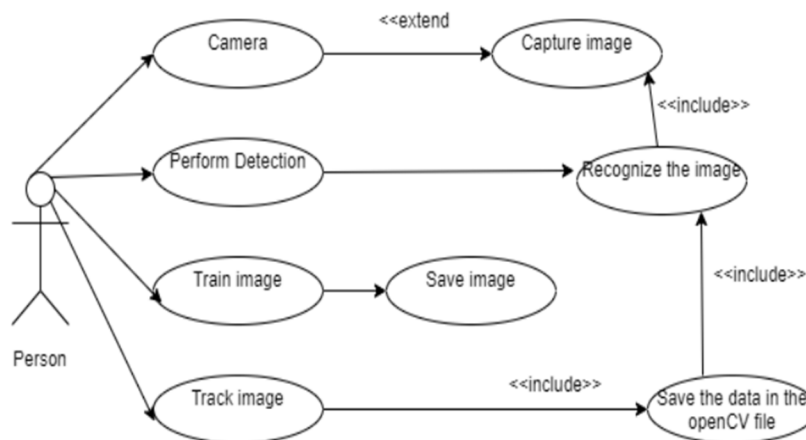 Camera
<<extend
Capture image
<<include>>
Perform Detection
Recognize the image
<<include>>
Train image
Save image
Person
Track image
<<include>>
Save the data in the
openCV file